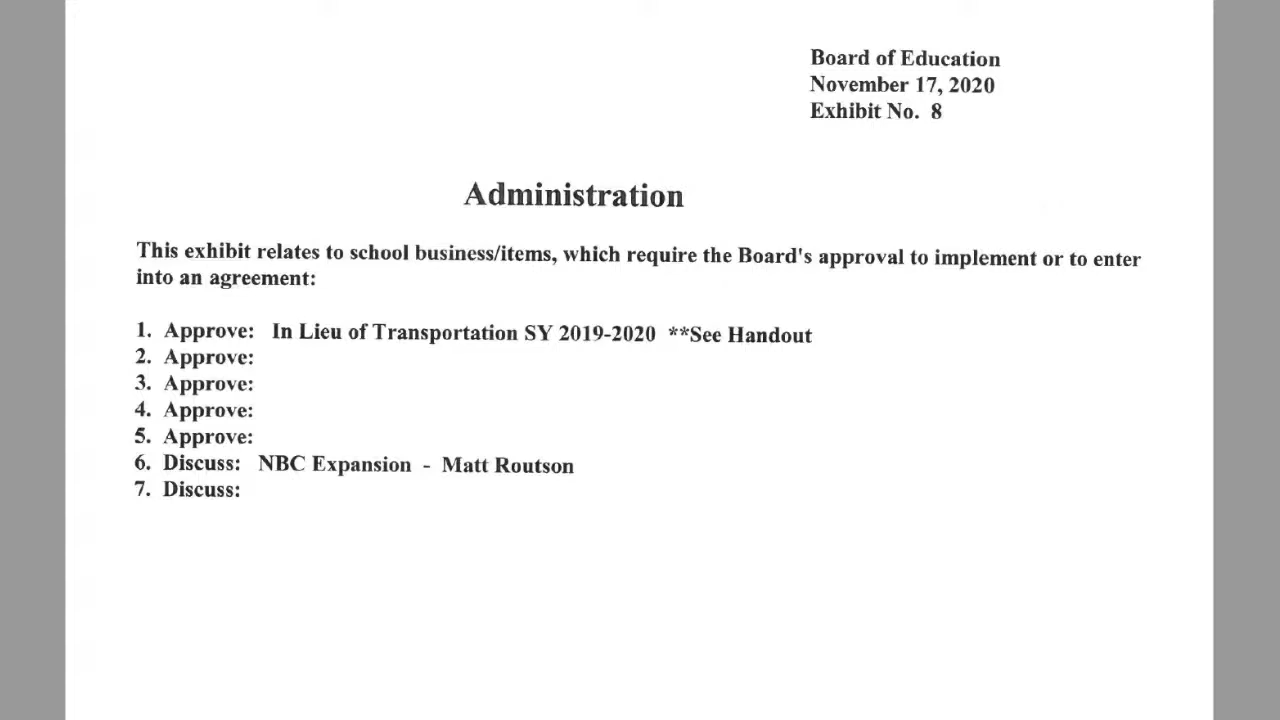 Board of Education
November 17, 2020
Exhibit No. 8
Administration
This exhibit relates to school business/items, which require the Board's approval to implement or to enter
into an agreement:
1. Approve: In Lieu of Transportation SY 2019-2020 **See Handout
2. Approve:
3. Approve:
4. Approve:
5. Approve:
6. Discuss: NBC Expansion - Matt Routson
7. Discuss: